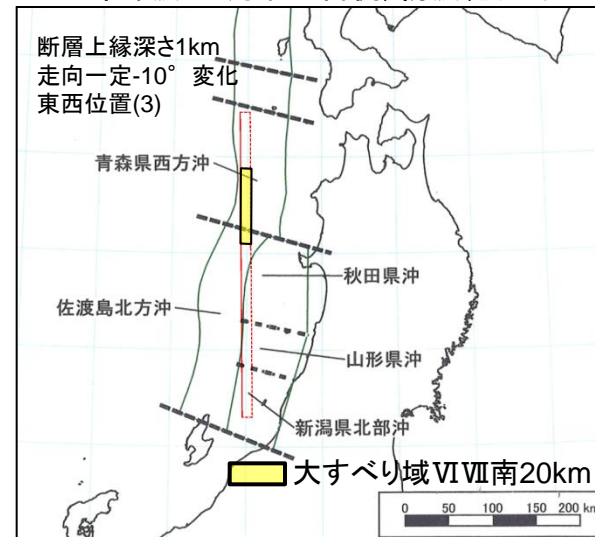 断層上縁深さ1km
走向一定-10° 変化
東西位置(3)
青森県西方沖
秋田県沖
佐渡島北方沖
山形県沖
新潟県北部沖
大すべり域ⅥⅦ南20km
0 50 100 150 200 km